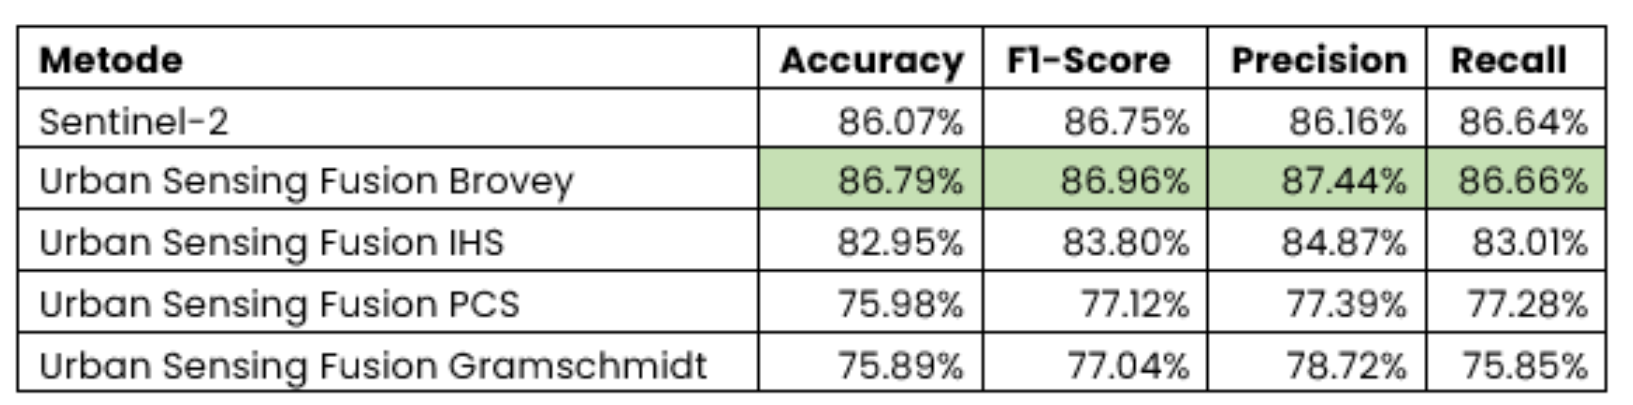 Metode Accuracy F1-Score Precision Recall
Sentinel-2 86.07% 86.75% 86.16% 86.64%
Urban Sensing Fusion Brovey 86.79% 86.96% 87.44% 86.66%
Urban Sensing Fusion IHS 82.95% 83.80% 84.87% 83.01%
Urban Sensing Fusion PCS 75.98% 77.12% 77.39% 77.28%
Urban Sensing Fusion Gramschmidt 75.89% 77.04% 78.72% 75.85%